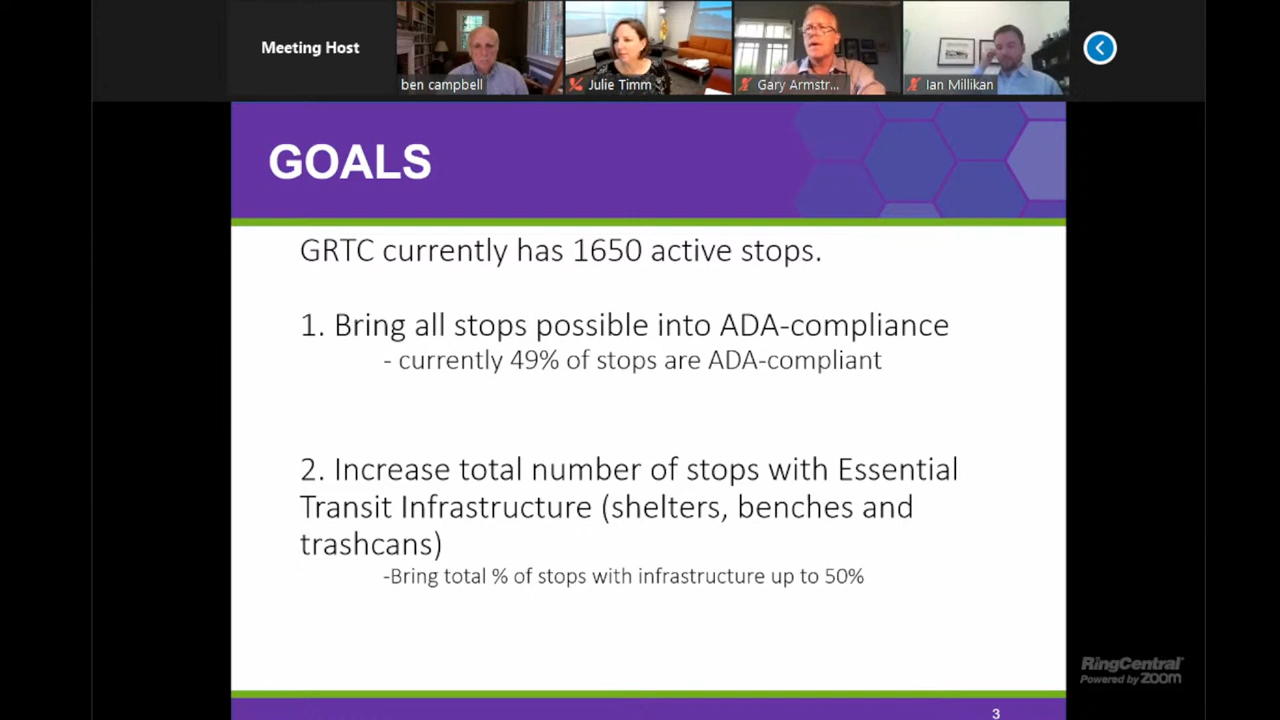 Meeting Host
ben campbell
Julie Timm
Gary Armstr...
Ian Millikan
GOALS
GRTC currently has 1650 active stops.
1. Bring all stops possible into ADA-compliance
- currently 49% of stops are ADA-compliant
2. Increase total number of stops with Essential
Transit Infrastructure (shelters, benches and
trashcans)
-Bring total % of stops with infrastructure up to 50%
RingCentral
Powered by zoom
3